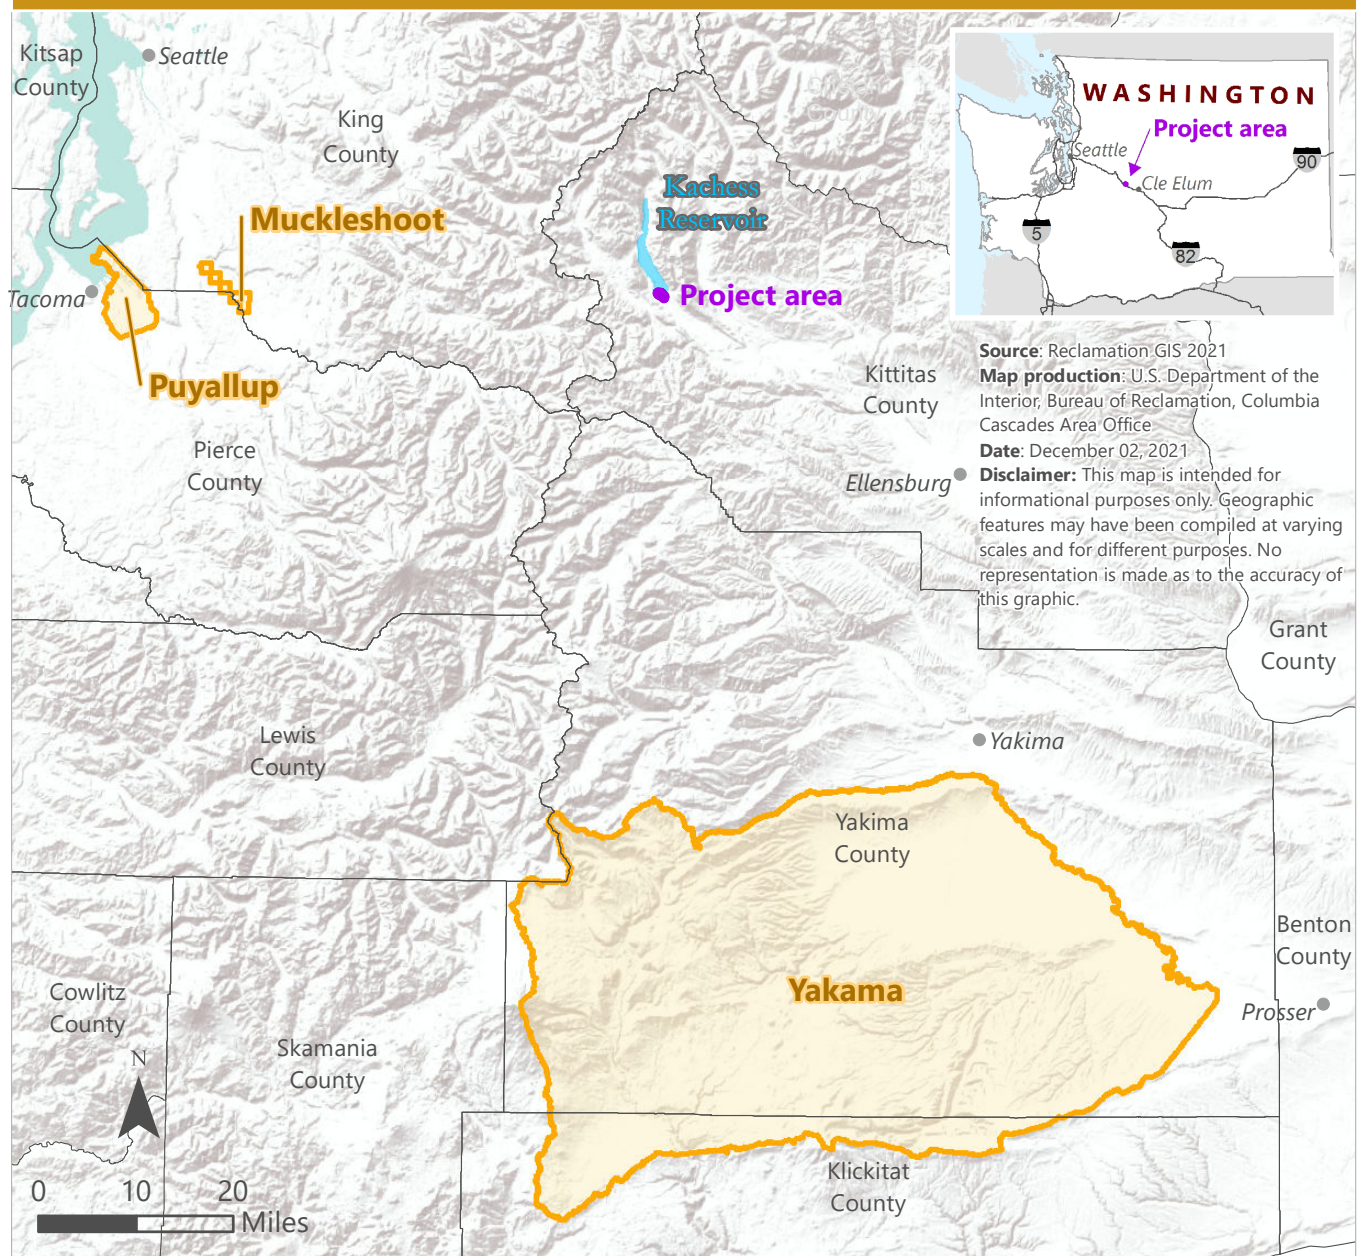 Kitsap
County
Seattle
King
County
Muckleshoot
Tacoma
Puyallup
Pierce
County
Kachess
Reservoir
Project area
WASHINGTON
Project area
Seattle
Cle Elum
90
5
82
Kittitas
County
Ellensburg
Source: Reclamation GIS 2021
Map production: U.S. Department of the
Interior, Bureau of Reclamation, Columbia
Cascades Area Office
Date: December 02, 2021
Disclaimer: This map is intended for
informational purposes only. Geographic
features may have been compiled at varying
scales and for different purposes. No
representation is made as to the accuracy of
this graphic.
Grant
County
Lewis
County
Yakima
Yakima
County
Benton
County
Yakama
Prosser
Cowlitz
County
Skamania
County
N
Klickitat
County
0 10 20
Miles